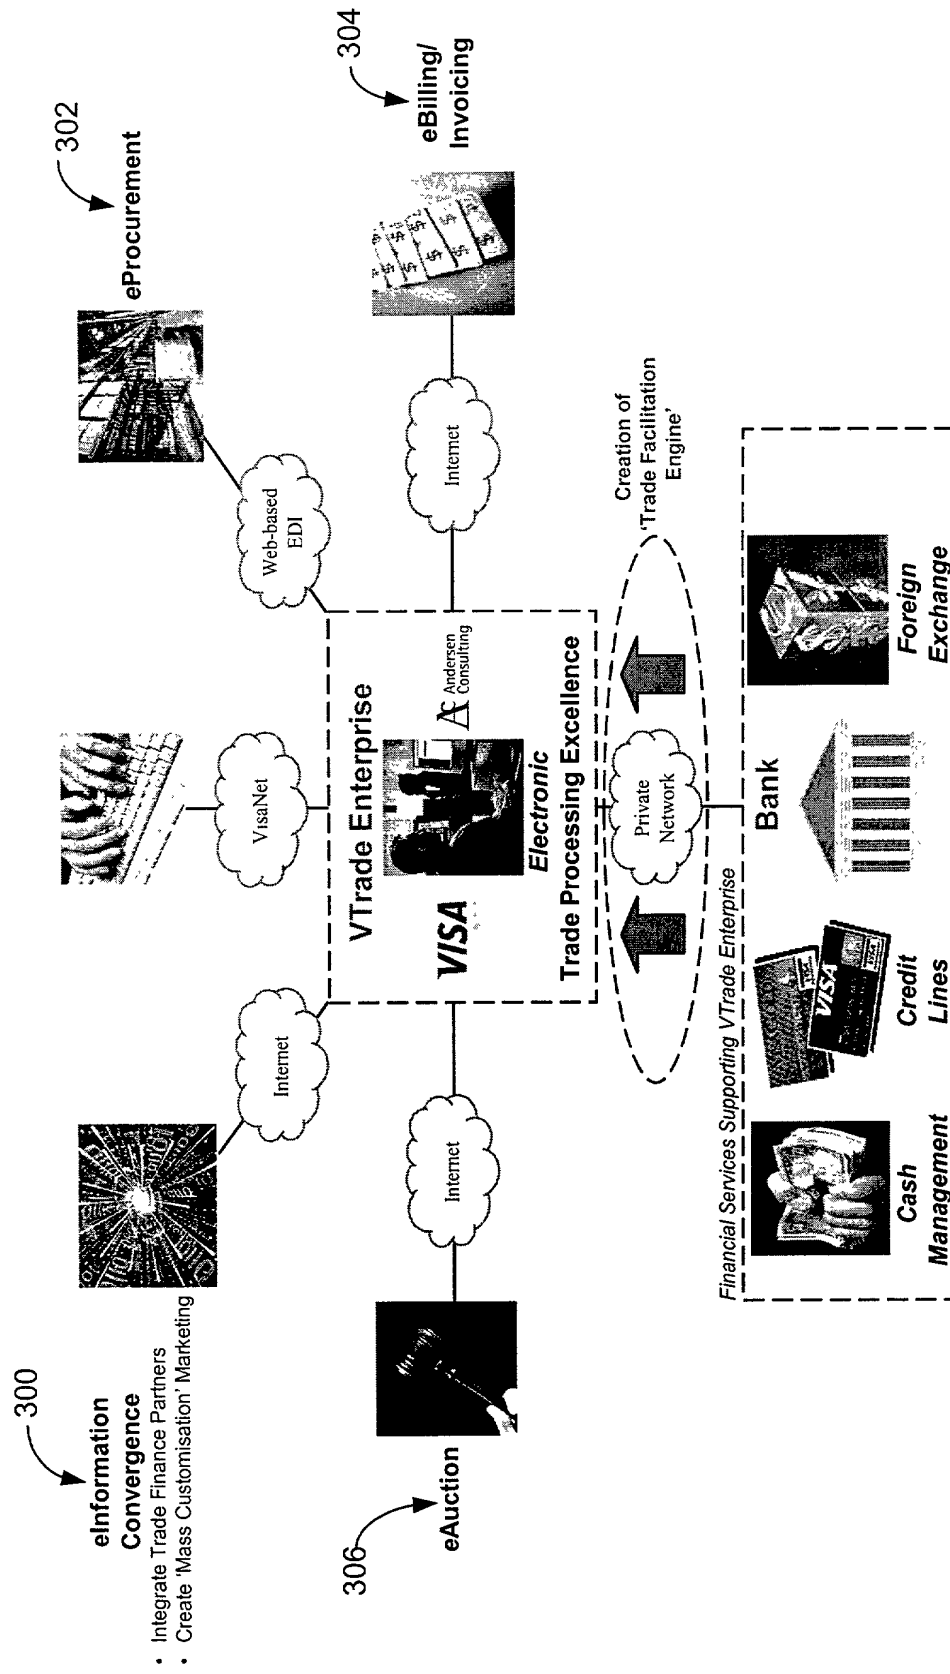 300
eInformation
Convergence
• Integrate Trade Finance Partners
• Create 'Mass Customisation' Marketing
Internet
VisaNet
302
eProcurement
Web-based
EDI
306
eAuction
Internet
VTrade Enterprise
VISA
AC Andersen
Consulting
Electronic
Trade Processing Excellence
Internet
304
eBilling/
Invoicing
Private
Network
Creation of
'Trade Facilitation
Engine'
Financial Services Supporting VTrade Enterprise
Bank
VISA
Cash
Management
Credit
Lines
Foreign
Exchange